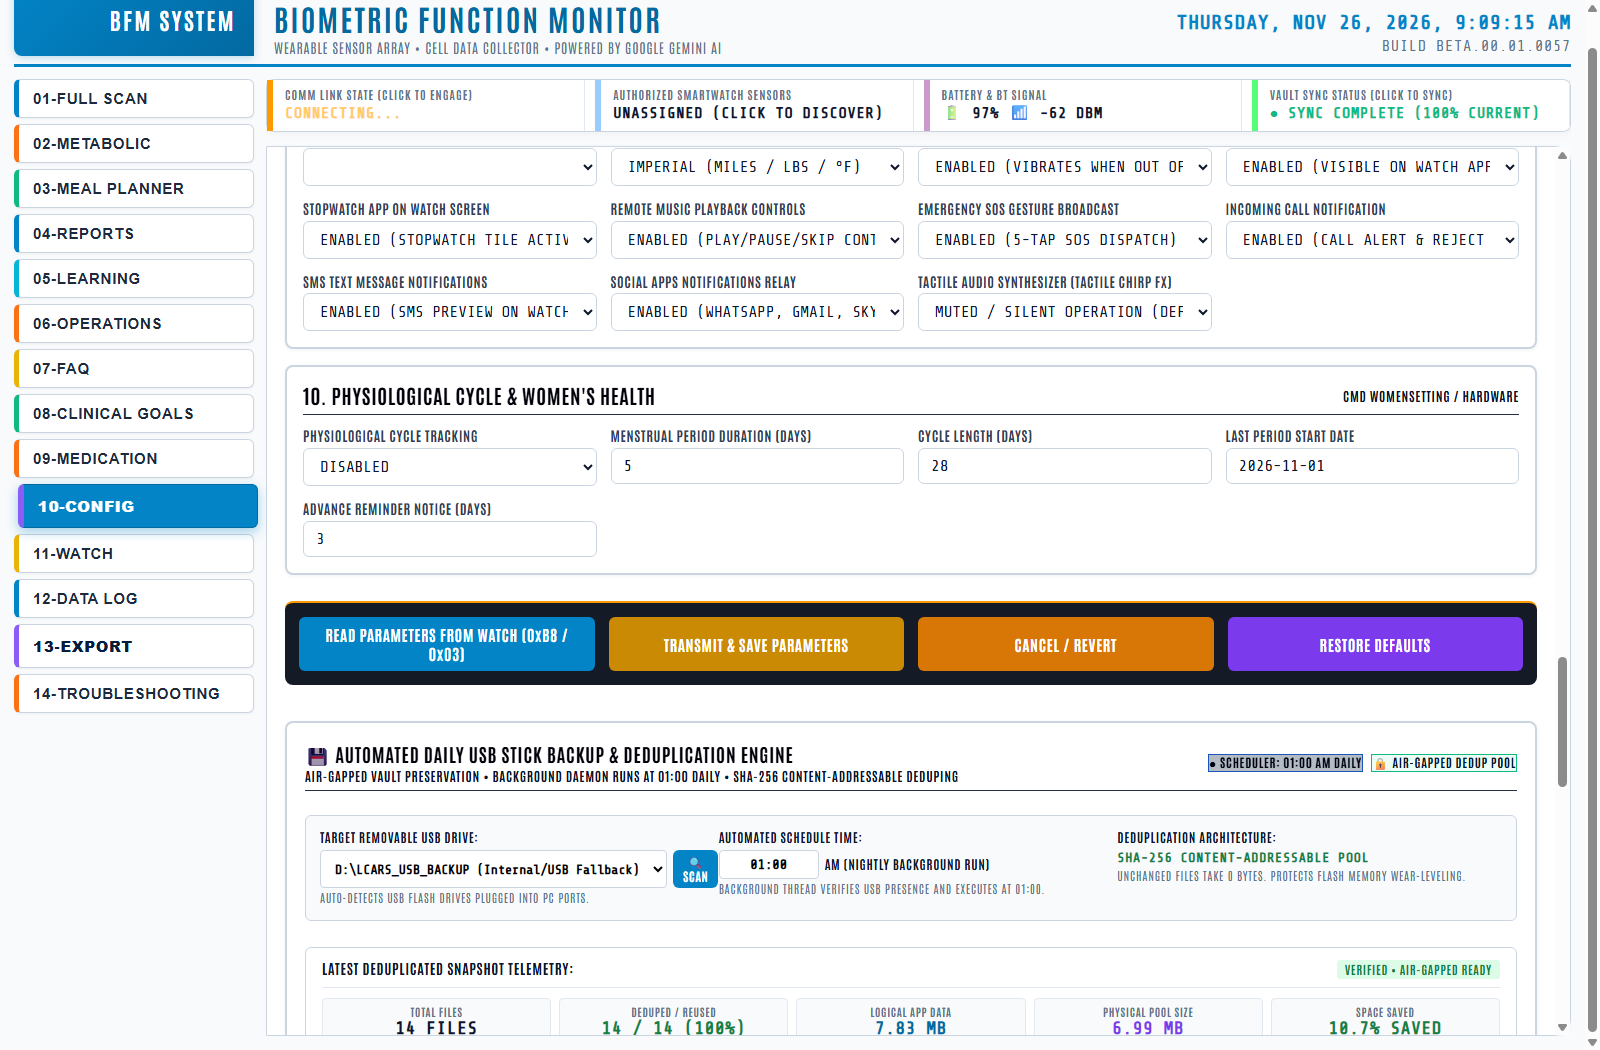 BFM SYSTEM
BIOMETRIC FUNCTION MONITOR
WEARABLE SENSOR ARRAY • CELL DATA COLLECTOR • POWERED BY GOOGLE GEMINI AI
THURSDAY, NOV 26, 2026, 9:09:15 AM
BUILD BETA.00.01.0057
01-FULL SCAN
02-METABOLIC
03-MEAL PLANNER
04-REPORTS
05-LEARNING
06-OPERATIONS
07-FAQ
08-CLINICAL GOALS
09-MEDICATION
10-CONFIG
11-WATCH
12-DATA LOG
13-EXPORT
14-TROUBLESHOOTING
COMM LINK STATE (CLICK TO ENGAGE)
CONNECTING...
AUTHORIZED SMARTWATCH SENSORS
UNASSIGNED (CLICK TO DISCOVER)
BATTERY & BT SIGNAL
97% -62 DBM
VAULT SYNC STATUS (CLICK TO SYNC)
● SYNC COMPLETE (100% CURRENT)
IMPERIAL (MILES / LBS / °F)
ENABLED (VIBRATES WHEN OUT OF
ENABLED (VISIBLE ON WATCH APP
STOPWATCH APP ON WATCH SCREEN
REMOTE MUSIC PLAYBACK CONTROLS
EMERGENCY SOS GESTURE BROADCAST
INCOMING CALL NOTIFICATION
ENABLED (STOPWATCH TILE ACTIV
ENABLED (PLAY/PAUSE/SKIP CONT
ENABLED (5-TAP SOS DISPATCH)
ENABLED (CALL ALERT & REJECT
SMS TEXT MESSAGE NOTIFICATIONS
SOCIAL APPS NOTIFICATIONS RELAY
TACTILE AUDIO SYNTHESIZER (TACTILE CHIRP FX)
ENABLED (SMS PREVIEW ON WATCH
ENABLED (WHATSAPP, GMAIL, SKY
MUTED / SILENT OPERATION (DEF
10. PHYSIOLOGICAL CYCLE & WOMEN'S HEALTH
CMD WOMENSETTING / HARDWARE
PHYSIOLOGICAL CYCLE TRACKING
MENSTRUAL PERIOD DURATION (DAYS)
CYCLE LENGTH (DAYS)
LAST PERIOD START DATE
DISABLED
5
28
2026-11-01
ADVANCE REMINDER NOTICE (DAYS)
3
READ PARAMETERS FROM WATCH (0xB8 /
0x03)
TRANSMIT & SAVE PARAMETERS
CANCEL / REVERT
RESTORE DEFAULTS
AUTOMATED DAILY USB STICK BACKUP & DEDUPLICATION ENGINE
AIR-GAPPED VAULT PRESERVATION • BACKGROUND DAEMON RUNS AT 01:00 DAILY • SHA-256 CONTENT-ADDRESSABLE DEDUPING
● SCHEDULER: 01:00 AM DAILY
AIR-GAPPED DEDUP POOL
TARGET REMOVABLE USB DRIVE:
D:\LCARS_USB_BACKUP (Internal/USB Fallback)
SCAN
AUTO-DETECTS USB FLASH DRIVES PLUGGED INTO PC PORTS.
AUTOMATED SCHEDULE TIME:
01:00
AM (NIGHTLY BACKGROUND RUN)
BACKGROUND THREAD VERIFIES USB PRESENCE AND EXECUTES AT 01:00.
DEDUPLICATION ARCHITECTURE:
SHA-256 CONTENT-ADDRESSABLE POOL
UNCHANGED FILES TAKE 0 BYTES. PROTECTS FLASH MEMORY WEAR-LEVELING.
LATEST DEDUPLICATED SNAPSHOT TELEMETRY:
VERIFIED • AIR-GAPPED READY
TOTAL FILES
14 FILES
DEDUPED / REUSED
14 / 14 (100%)
LOGICAL APP DATA
7.83 MB
PHYSICAL POOL SIZE
6.99 MB
SPACE SAVED
10.7% SAVED